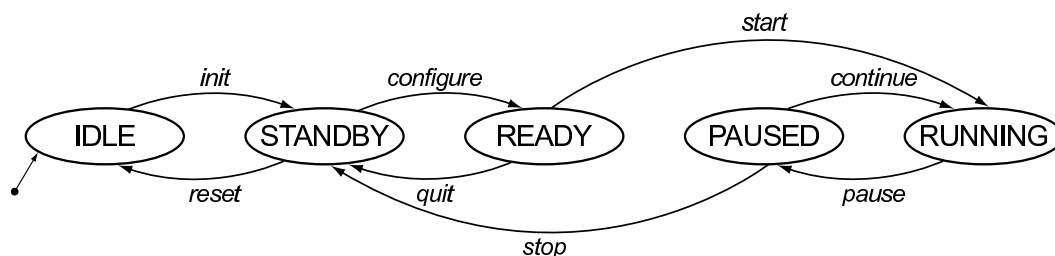 start
init
configure
continue
IDLE
STANDBY
READY
PAUSED
RUNNING
reset
quit
pause
stop